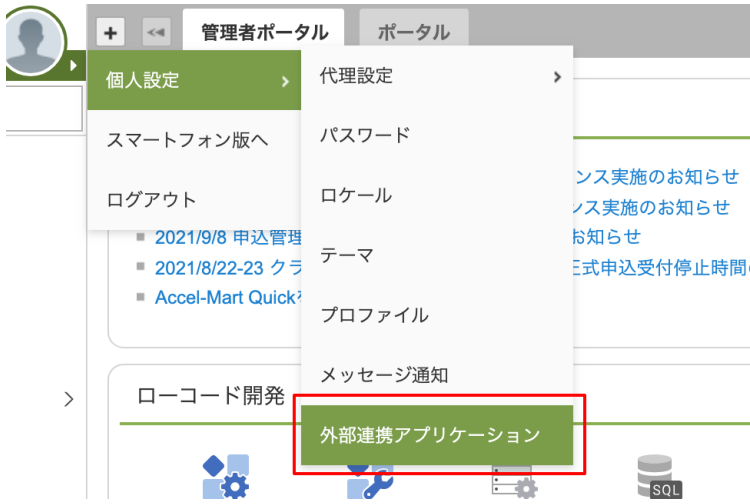 +
管理者ポータル
ポータル
個人設定
スマートフォン版へ
ログアウト
代理設定
パスワード
ロケール
テーマ
プロファイル
メッセージ通知
外部連携アプリケーション
ンス実施のお知らせ
ンス実施のお知らせ
2021/9/8 申込管理
お知らせ
2021/8/22-23 クラ
正式申込受付停止時間
Accel-Mart Quick
ローコード開発
SQL